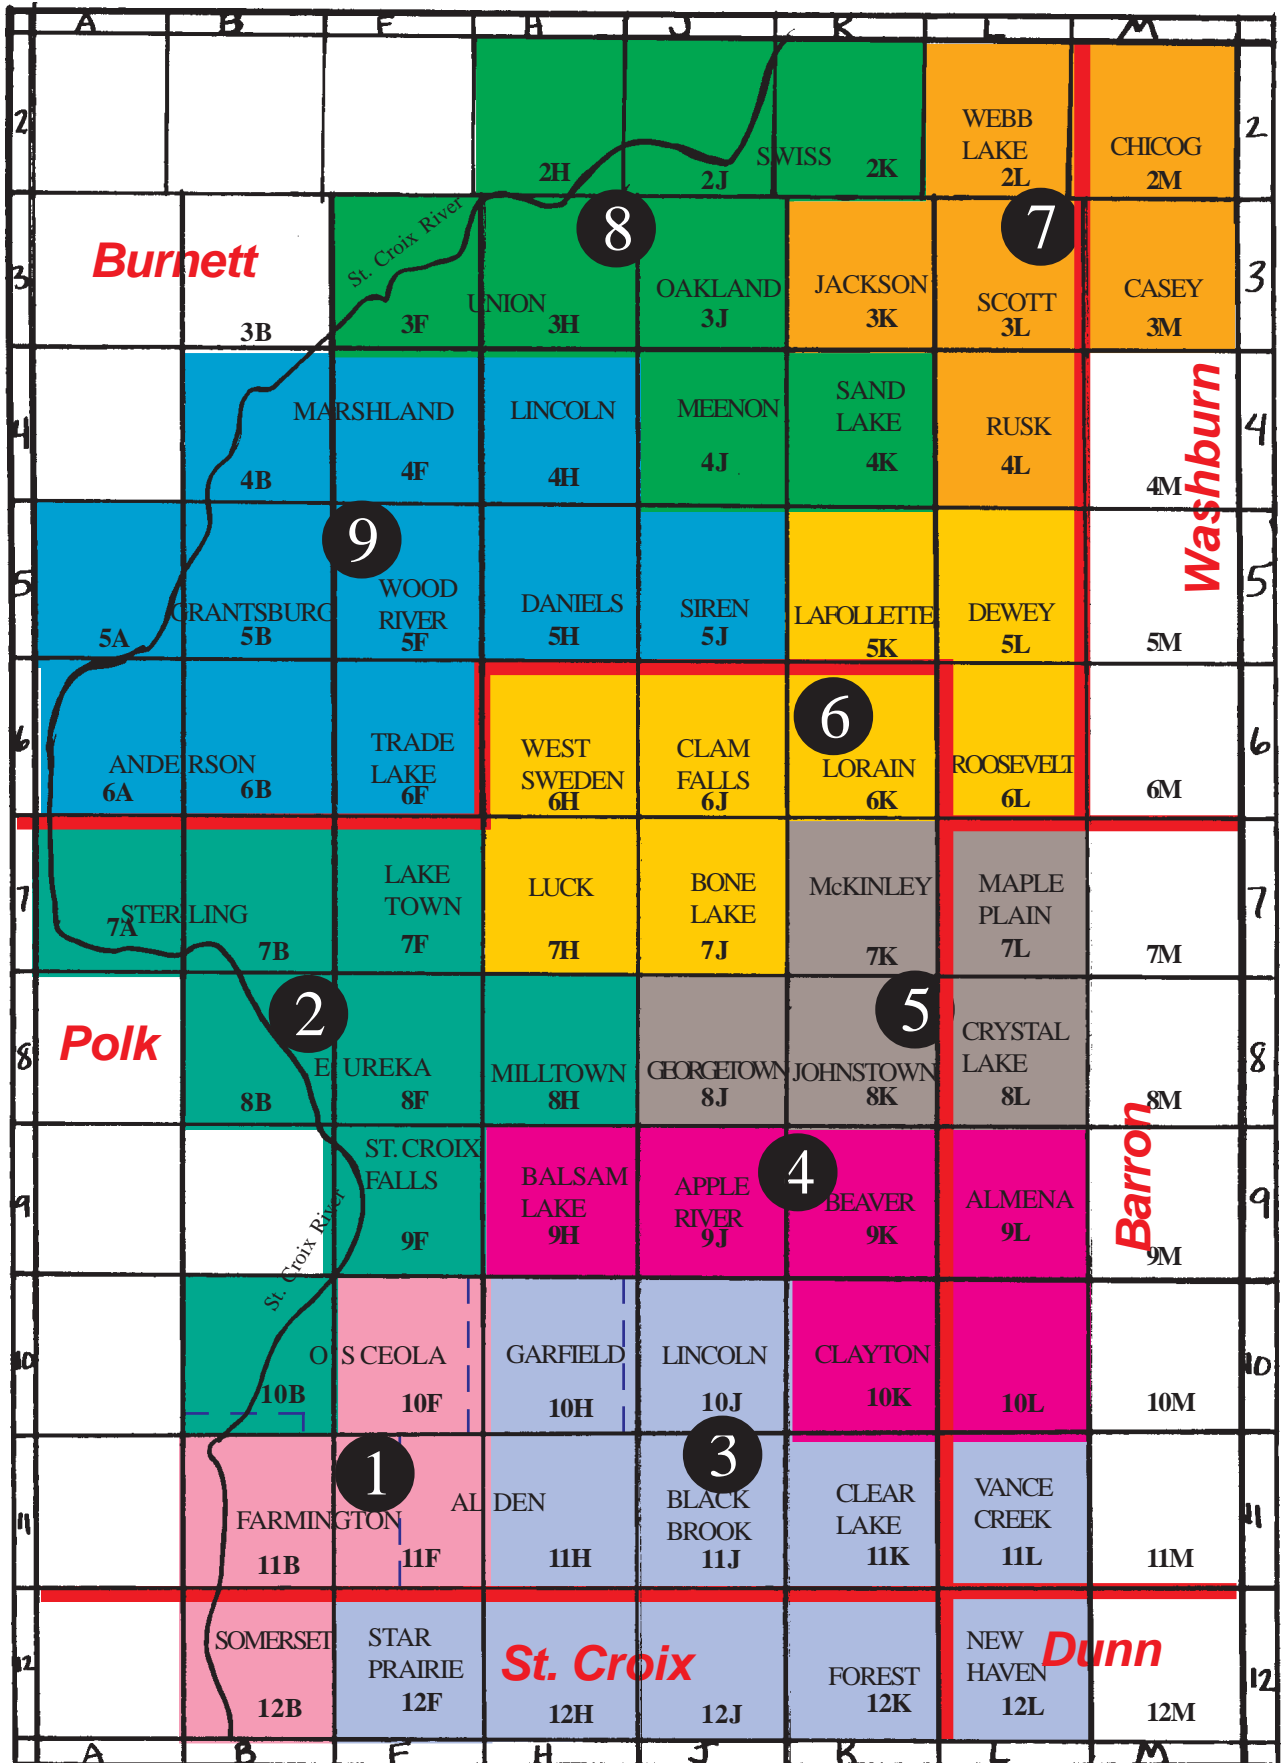 A B F H J K L M
2 2
WEBB
LAKE
2L
CHICOG
2M
SWISS
2H 2J 2K
St. Croix River
8
7
3 3
Burnett
3B
UNION
3F 3H
OAKLAND
3J
JACKSON
3K
SCOTT
3L
CASEY
3M
4 4
MARSHLAND
4B 4F
LINCOLN
4H
MEENON
4J
SAND
LAKE
4K
RUSK
4L
4M
Washburn
9
5 5
5A
GRANTSBURG
5B
WOOD
RIVER
5F
DANIELS
5H
SIREN
5J
LAFOLLETTE
5K
DEWEY
5L
5M
6
6 6
ANDERSON
6A 6B
TRADE
LAKE
6F
WEST
SWEDEN
6H
CLAM
FALLS
6J
LORAIN
6K
ROOSEVELT
6L
6M
7 7
STERLING
7A 7B
LAKE
TOWN
7F
LUCK
7H
BONE
LAKE
7J
McKINLEY
7K
MAPLE
PLAIN
7L
7M
2
5
8 8
Polk
8B
EUREKA
8F
MILLTOWN
8H
GEORGETOWN
8J
JOHNSTOWN
8K
CRYSTAL
LAKE
8L
8M
Barron
4
9 9
St. Croix River
ST. CROIX
FALLS
9F
BALSAM
LAKE
9H
APPLE
RIVER
9J
BEAVER
9K
ALMENA
9L
9M
10 10
OSCEOLA
10B 10F
GARFIELD
10H
LINCOLN
10J
CLAYTON
10K
10L
10M
1
3
11 11
FARMINGTON
11B 11F
ALDEN
11H
BLACK
BROOK
11J
CLEAR
LAKE
11K
VANCE
CREEK
11L
11M
12 12
SOMERSET
12B
STAR
PRAIRIE
12F
St. Croix
12H 12J
FOREST
12K
NEW
HAVEN
12L
Dunn
12M
A B F H J K L M